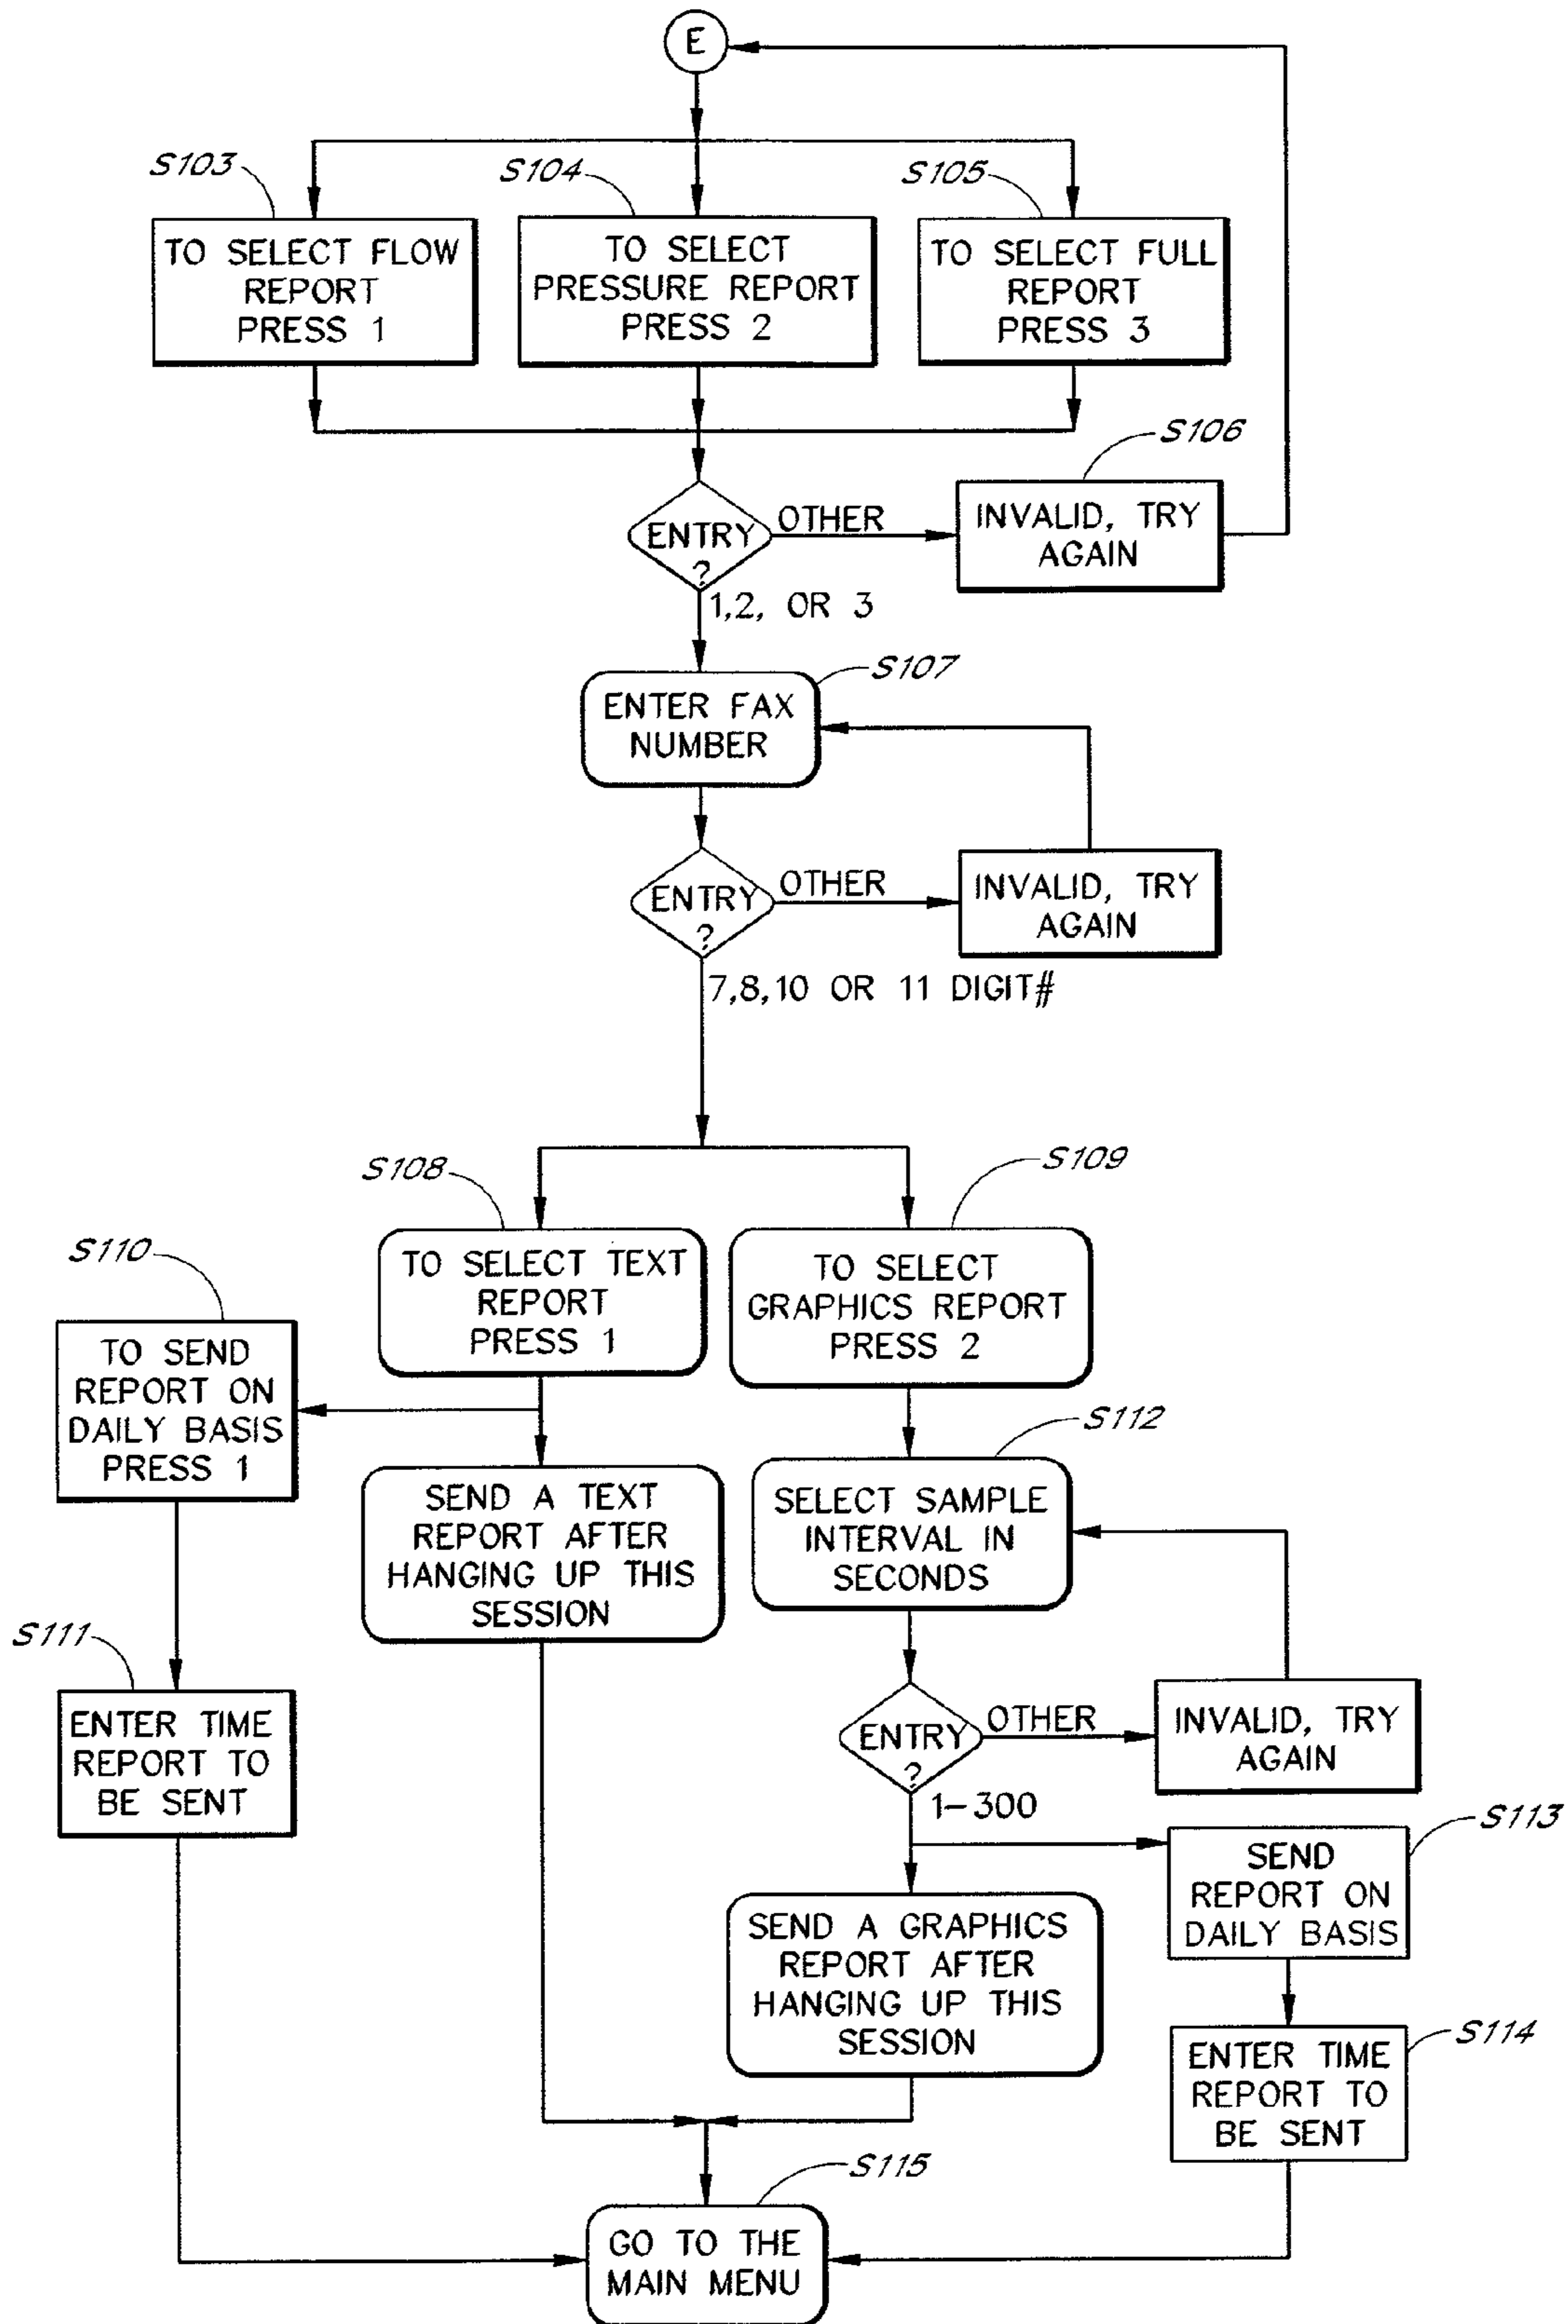 E
S103
S104
S105
TO SELECT FLOW
REPORT
PRESS 1
TO SELECT
PRESSURE REPORT
PRESS 2
TO SELECT FULL
REPORT
PRESS 3
S106
ENTRY
?
OTHER
INVALID, TRY
AGAIN
1,2, OR 3
S107
ENTER FAX
NUMBER
ENTRY
?
OTHER
INVALID, TRY
AGAIN
7,8,10 OR 11 DIGIT#
S108
S109
TO SELECT TEXT
REPORT
PRESS 1
TO SELECT
GRAPHICS REPORT
PRESS 2
S110
TO SEND
REPORT ON
DAILY BASIS
PRESS 1
SEND A TEXT
REPORT AFTER
HANGING UP THIS
SESSION
S112
SELECT SAMPLE
INTERVAL IN
SECONDS
S111
ENTER TIME
REPORT TO
BE SENT
ENTRY
?
OTHER
INVALID, TRY
AGAIN
1-300
S113
SEND
REPORT ON
DAILY BASIS
SEND A GRAPHICS
REPORT AFTER
HANGING UP THIS
SESSION
S114
ENTER TIME
REPORT TO
BE SENT
S115
GO TO THE
MAIN MENU